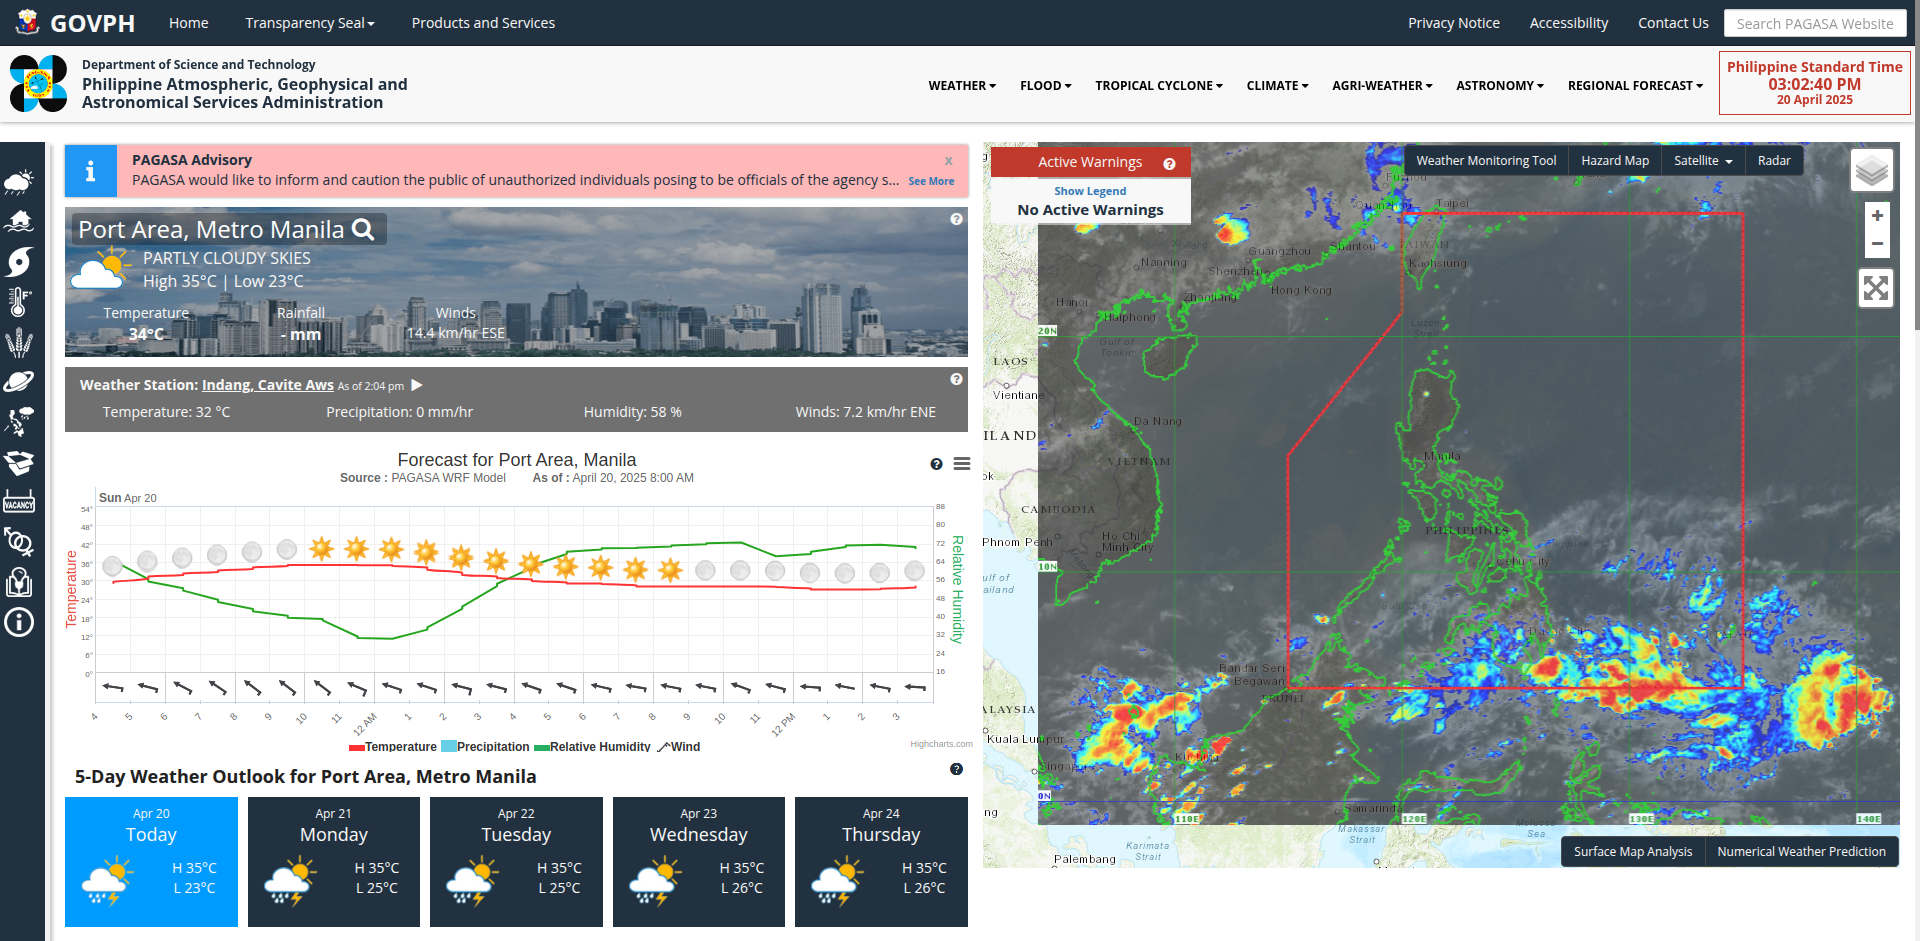 GOVPH
Home
Transparency Seal
Products and Services
Privacy Notice
Accessibility
Contact Us
Search PAGASA Website
Department of Science and Technology
Philippine Atmospheric, Geophysical and
Astronomical Services Administration
WEATHER
FLOOD
TROPICAL CYCLONE
CLIMATE
AGRI-WEATHER
ASTRONOMY
REGIONAL FORECAST
Philippine Standard Time
03:02:40 PM
20 April 2025
PAGASA Advisory
x
PAGASA would like to inform and caution the public of unauthorized individuals posing to be officials of the agency s... See More
Port Area, Metro Manila
PARTLY CLOUDY SKIES
High 35°C | Low 23°C
Temperature
34°C
Rainfall
- mm
Winds
14.4 km/hr ESE
Weather Station: Indang, Cavite Aws As of 2:04 pm
Temperature: 32 °C
Precipitation: 0 mm/hr
Humidity: 58 %
Winds: 7.2 km/hr ENE
Forecast for Port Area, Manila
Source : PAGASA WRF Model As of : April 20, 2025 8:00 AM
Sun Apr 20
Temperature
54°
48°
42°
36°
30°
24°
18°
12°
6°
0°
88
80
72
64
56
48
40
32
24
16
Relative Humidity
4 5 6 7 8 9 10 11 12 AM 1 2 3 4 5 6 7 8 9 10 11 12 PM 1 2 3
Temperature Precipitation Relative Humidity Wind
Highcharts.com
5-Day Weather Outlook for Port Area, Metro Manila
Apr 20
Today
H 35°C
L 23°C
Apr 21
Monday
H 35°C
L 25°C
Apr 22
Tuesday
H 35°C
L 25°C
Apr 23
Wednesday
H 35°C
L 26°C
Apr 24
Thursday
H 35°C
L 26°C
VACANCY
Active Warnings
Show Legend
No Active Warnings
Weather Monitoring Tool
Hazard Map
Satellite
Radar
+
−
Fuzhou
Quanzhou
Taipei
TAIWAN
Kaohsiung
Shantou
Guangzhou
Shenzhen
Hong Kong
Nanning
Zhanjiang
Hanoi
Haiphong
Gulf of
Tonkin
Luzon
Strait
20N
LAOS
Vientiane
Da Nang
ILAND
VIETNAM
Manila
ok
CAMBODIA
PHILIPPINES
Ho Chi
Minh City
Phnom Penh
10N
Cebu City
ulf of
ailand
Bandar Seri
Begawan
BRUNEI
ALAYSIA
Kuala Lumpur
Kuching
Singapor
0N
ng
Samarinda
110E
120E
130E
140E
Makassar
Strait
Molucca
Sea
Karimata
Strait
Palembang
Surface Map Analysis
Numerical Weather Prediction